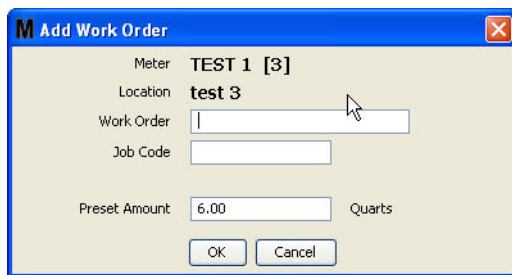 M Add Work Order
Meter TEST 1 [3]
Location test 3
Work Order
Job Code
Preset Amount 6.00 Quarts
OK Cancel